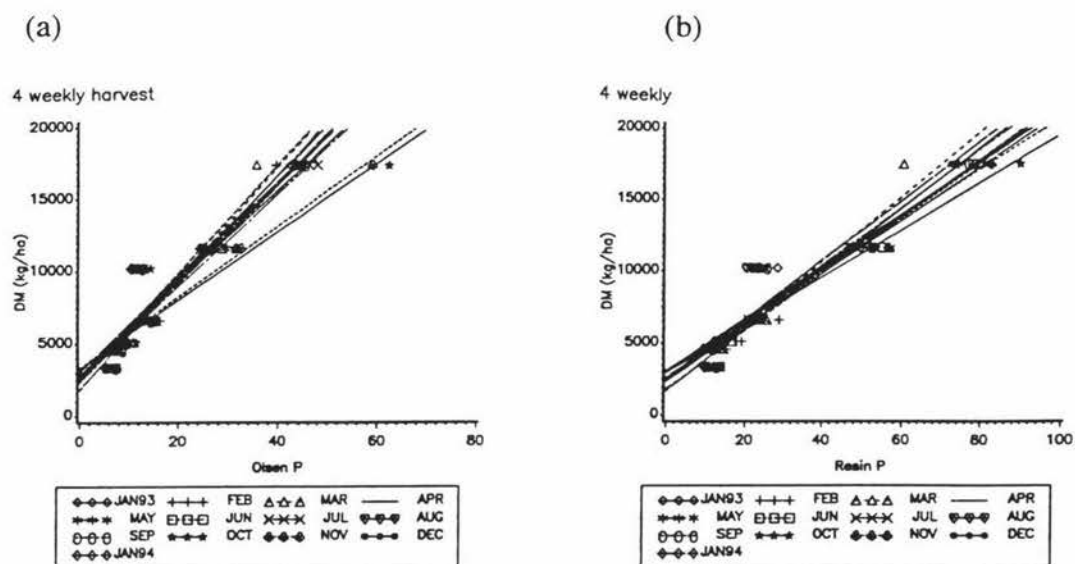 (a)
4 weekly harvest
DM (kg/ha)
20000
15000
10000
5000
0
0 20 40 60 80
Olsen P
JAN93 FEB MAR APR
MAY JUN JUL AUG
SEP OCT NOV DEC
JAN94
(b)
4 weekly
DM (kg/ha)
20000
15000
10000
5000
0
0 20 40 60 80 100
Resin P
JAN93 FEB MAR APR
MAY JUN JUL AUG
SEP OCT NOV DEC
JAN94